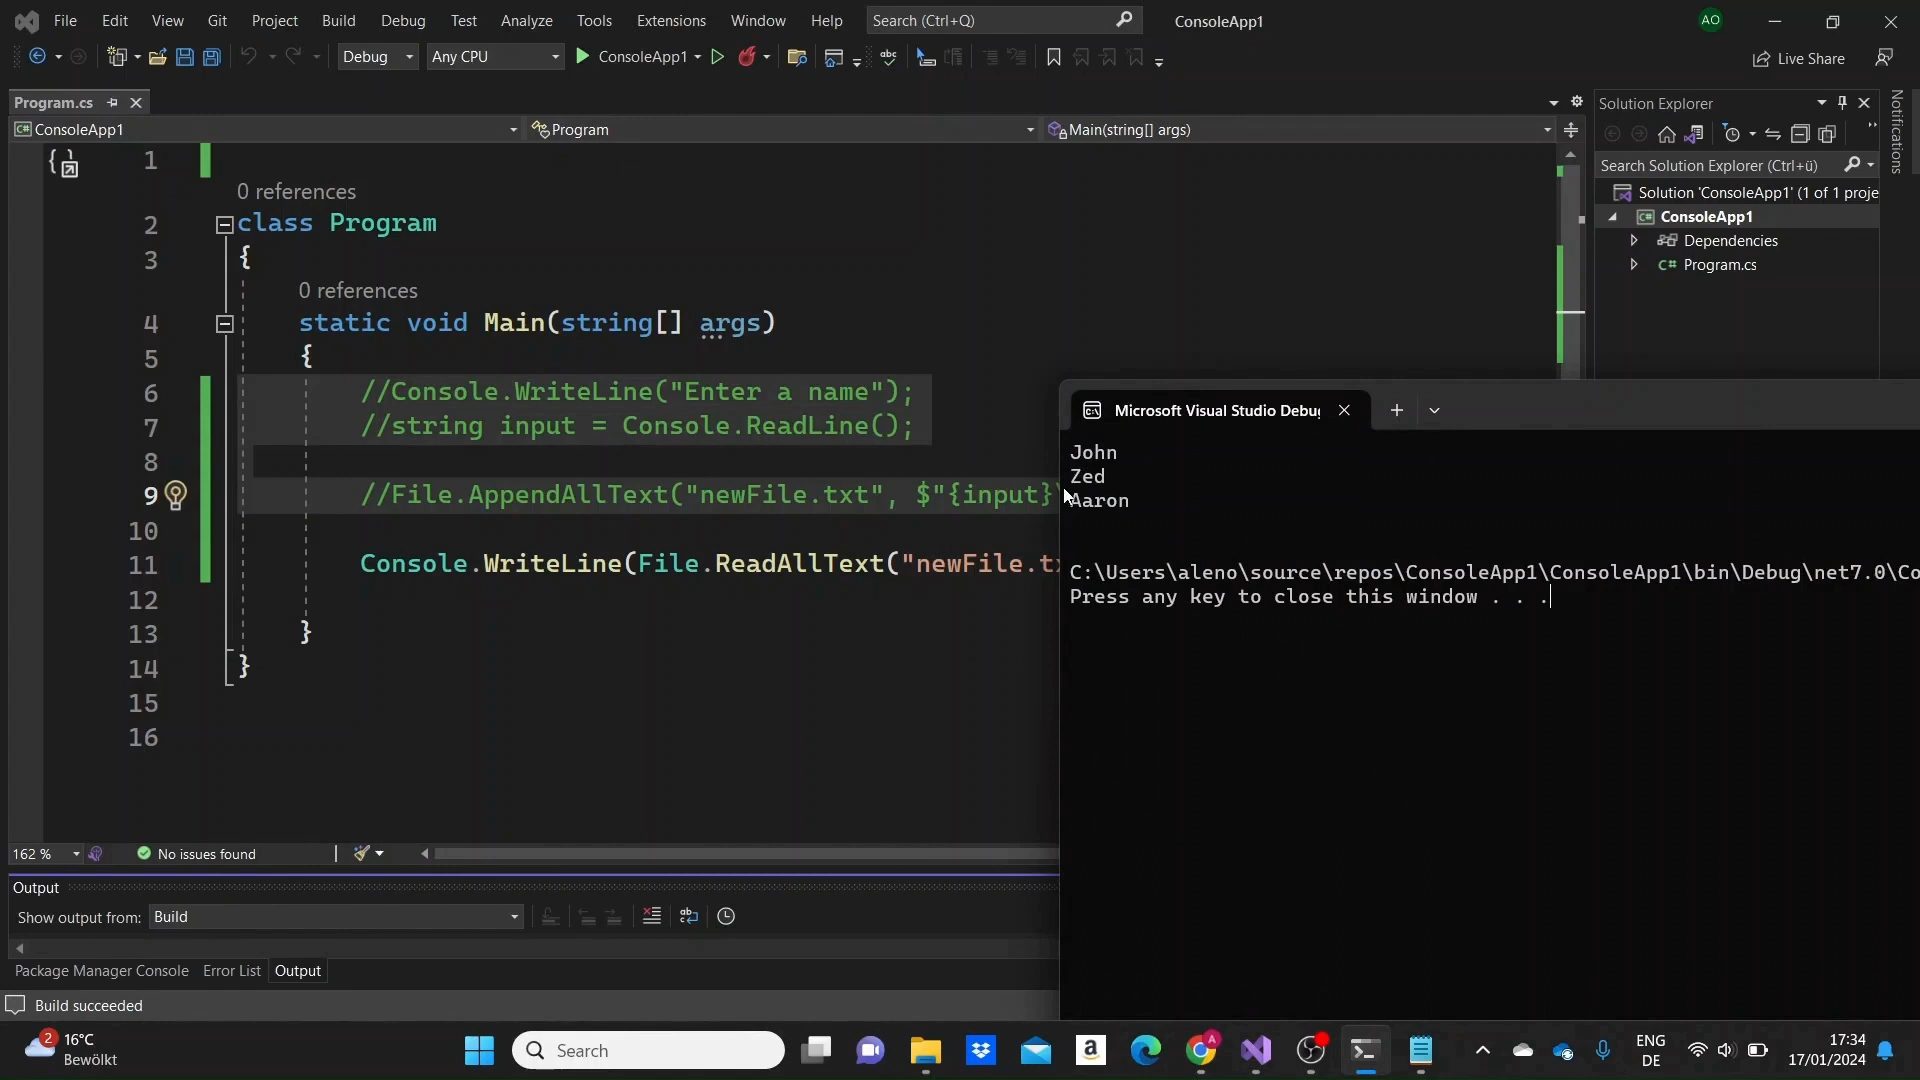 File Edit View Git Project Build Debug Test Analyze Tools Extensions Window Help Search (Ctrl+Q) ConsoleApp1 AO
Debug Any CPU ConsoleApp1 Live Share
Program.cs
ConsoleApp1 Program Main(string[] args)
1
0 references
2 class Program
3 {
0 references
4 static void Main(string[] args)
5 {
6 //Console.WriteLine("Enter a name");
7 //string input = Console.ReadLine();
8
9 //File.AppendAllText("newFile.txt", $"{input}\
10
11 Console.WriteLine(File.ReadAllText("newFile.tx
12
13 }
14 }
15
16
162 % No issues found
Output
Show output from: Build
Package Manager Console Error List Output
Build succeeded
Solution Explorer
Search Solution Explorer (Ctrl+ü)
Solution 'ConsoleApp1' (1 of 1 proje
C# ConsoleApp1
Dependencies
C# Program.cs
Notifications
Microsoft Visual Studio Debu
John
Zed
Aaron
C:\Users\aleno\source\repos\ConsoleApp1\ConsoleApp1\bin\Debug\net7.0\Co
Press any key to close this window . . .
2 16°C
Bewölkt
Search
A
ENG
DE
17:34
17/01/2024